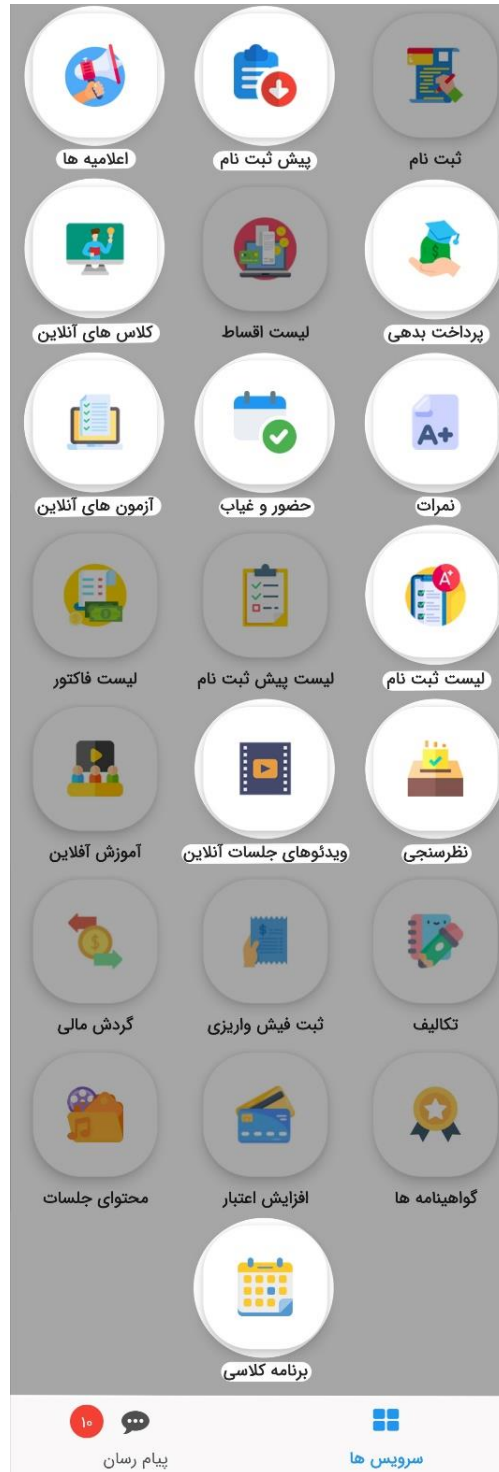 ثبت نام
پیش ثبت نام
اعلامیه ها
پرداخت بدهی
لیست اقساط
کلاس های آنلاین
A+
نمرات
حضور و غیاب
آزمون های آنلاین
A+
لیست ثبت نام
لیست پیش ثبت نام
لیست فاکتور
نظرسنجی
ویدئوهای جلسات آنلاین
آموزش آفلاین
تکالیف
ثبت فیش واریزی
گردش مالی
گواهینامه ها
افزایش اعتبار
محتوای جلسات
برنامه کلاسی
سرویس ها
۱۰
پیام رسان